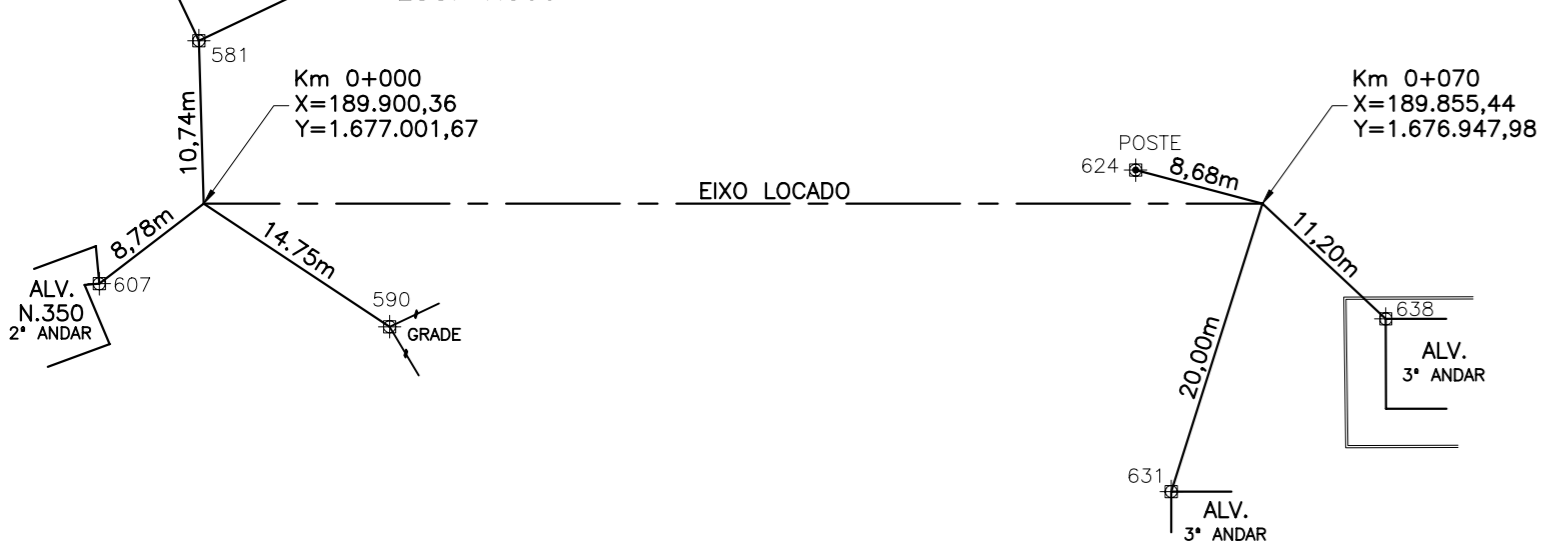 581
Km 0+000
X=189.900,36
Y=1.677.001,67
10,74m
8,78m
14.75m
607
ALV.
N.350
2° ANDAR
590
GRADE
EIXO LOCADO
Km 0+070
X=189.855,44
Y=1.676.947,98
POSTE
624
8,68m
11,20m
20,00m
638
ALV.
3° ANDAR
631
ALV.
3° ANDAR